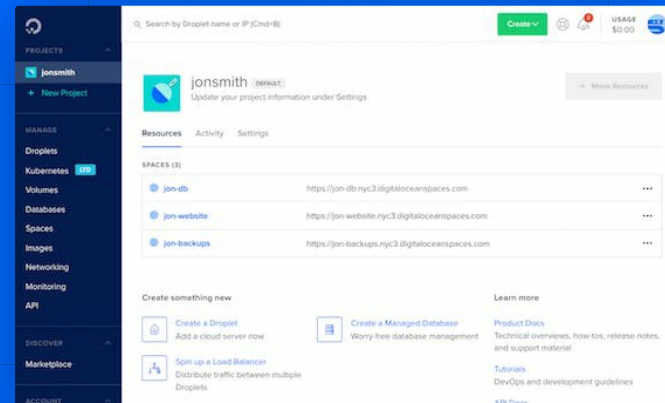 Search by Droplet name or IP (Cmd+B)
Create
USAGE
$0.00
PROJECTS
jonsmith
+ New Project
MANAGE
Droplets
Kubernetes LTD
Volumes
Databases
Spaces
Images
Networking
Monitoring
API
DISCOVER
Marketplace
ACCOUNT
jonsmith DEFAULT
Update your project information under Settings
→ Move Resources
Resources Activity Settings
SPACES (3)
jon-db https://jon-db.nyc3.digitaloceanspaces.com
jon-website https://jon-website.nyc3.digitaloceanspaces.com
jon-backups https://jon-backups.nyc3.digitaloceanspaces.com
Create something new
Create a Droplet
Add a cloud server now
Create a Managed Database
Worry-free database management
Spin up a Load Balancer
Distribute traffic between multiple
Droplets
Learn more
Product Docs
Technical overviews, how-tos, release notes,
and support material
Tutorials
DevOps and development guidelines
API Docs